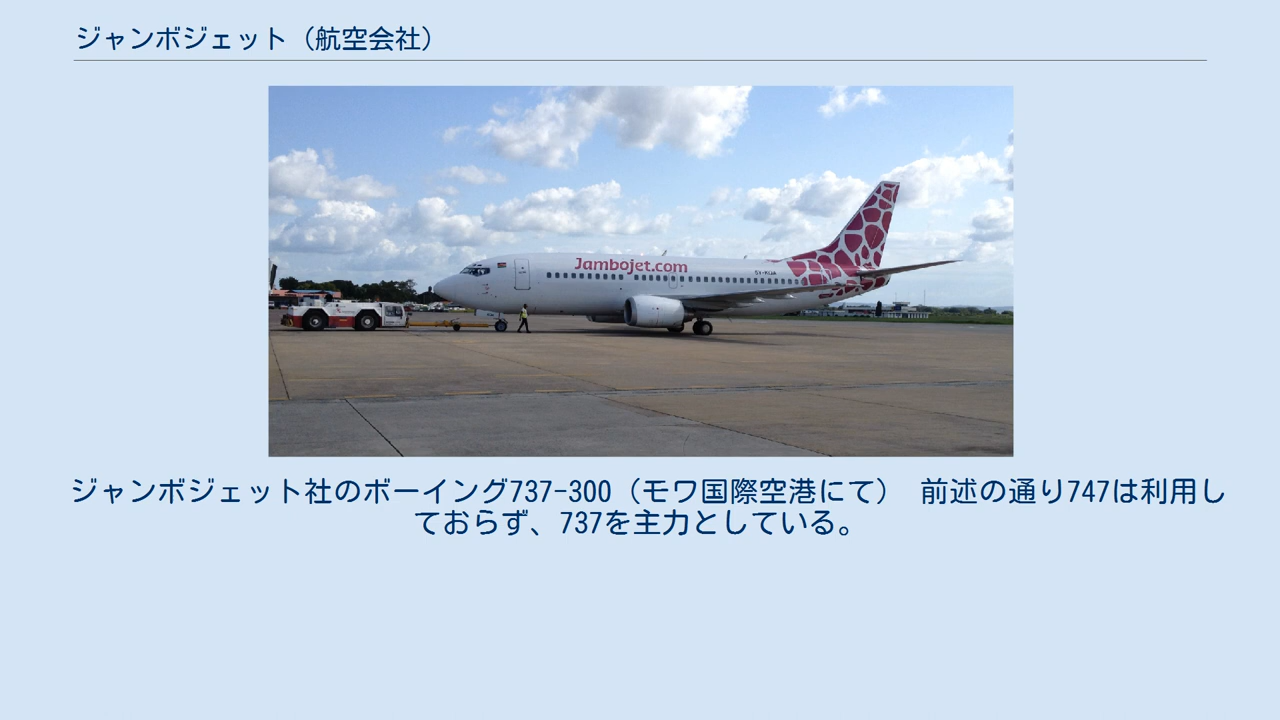 ジャンボジェット（航空会社）
Jambojet.com
ジャンボジェット社のボーイング737-300（モワ国際空港にて） 前述の通り747は利用し
ておらず、737を主力としている。